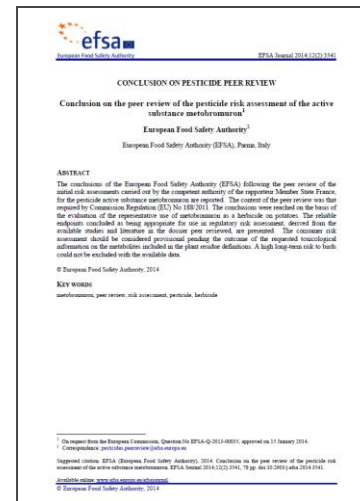 efsa
European Food Safety Authority
EFSA Journal 2014;12(2):3541
CONCLUSION ON PESTICIDE PEER REVIEW
Conclusion on the peer review of the pesticide risk assessment of the active
substance metobromuron1
European Food Safety Authority2
European Food Safety Authority (EFSA), Parma, Italy
ABSTRACT
The conclusions of the European Food Safety Authority (EFSA) following the peer review of the
initial risk assessments carried out by the competent authority of the rapporteur Member State France,
for the pesticide active substance metobromuron are reported. The context of the peer review was that
required by Commission Regulation (EU) No 188/2011. The conclusions were reached on the basis of
the evaluation of the representative use of metobromuron as a herbicide on potatoes. The reliable
endpoints concluded as being appropriate for use in regulatory risk assessment, derived from the
available studies and literature in the dossier peer reviewed, are presented. The consumer risk
assessment should be considered provisional pending the outcome of the requested toxicological
information on the metabolites included in the plant residue definitions. A high long-term risk to birds
could not be excluded with the available data.
© European Food Safety Authority, 2014
KEY WORDS
metobromuron, peer review, risk assessment, pesticide, herbicide
1 On request from the European Commission, Question No EFSA-Q-2013-00035, approved on 15 January 2014.
2 Correspondence: pesticides.peerreview@efsa.europa.eu
Suggested citation: EFSA (European Food Safety Authority), 2014. Conclusion on the peer review of the pesticide risk
assessment of the active substance metobromuron. EFSA Journal 2014;12(2):3541, 78 pp. doi:10.2903/j.efsa.2014.3541.
Available online: www.efsa.europa.eu/efsajournal
© European Food Safety Authority, 2014